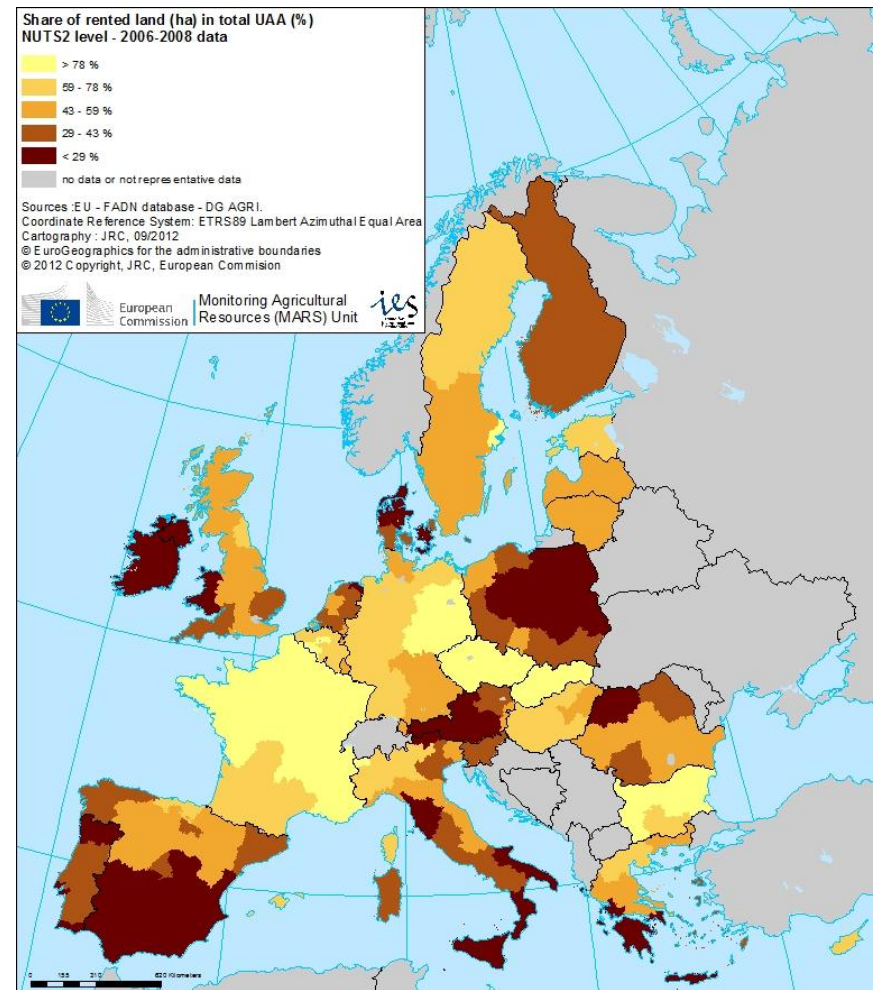 Share of rented land (ha) in total UAA (%)
NUTS2 level - 2006-2008 data
> 78 %
59 - 78 %
43 - 59 %
29 - 43 %
< 29 %
no data or not representative data
Sources :EU - FADN database - DG AGRI.
Coordinate Reference System: ETRS89 Lambert Azimuthal Equal Area
Cartography : JRC, 09/2012
© EuroGeographics for the administrative boundaries
© 2012 Copyright, JRC, European Commision
European
Commission
Monitoring Agricultural
Resources (MARS) Unit
ies
0 155 310 620 Kilometers